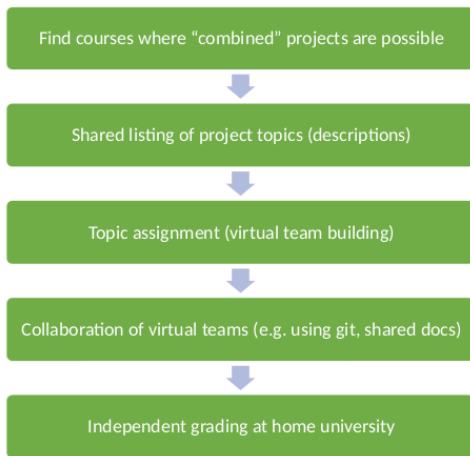 Find courses where “combined” projects are possible
Shared listing of project topics (descriptions)
Topic assignment (virtual team building)
Collaboration of virtual teams (e.g. using git, shared docs)
Independent grading at home university